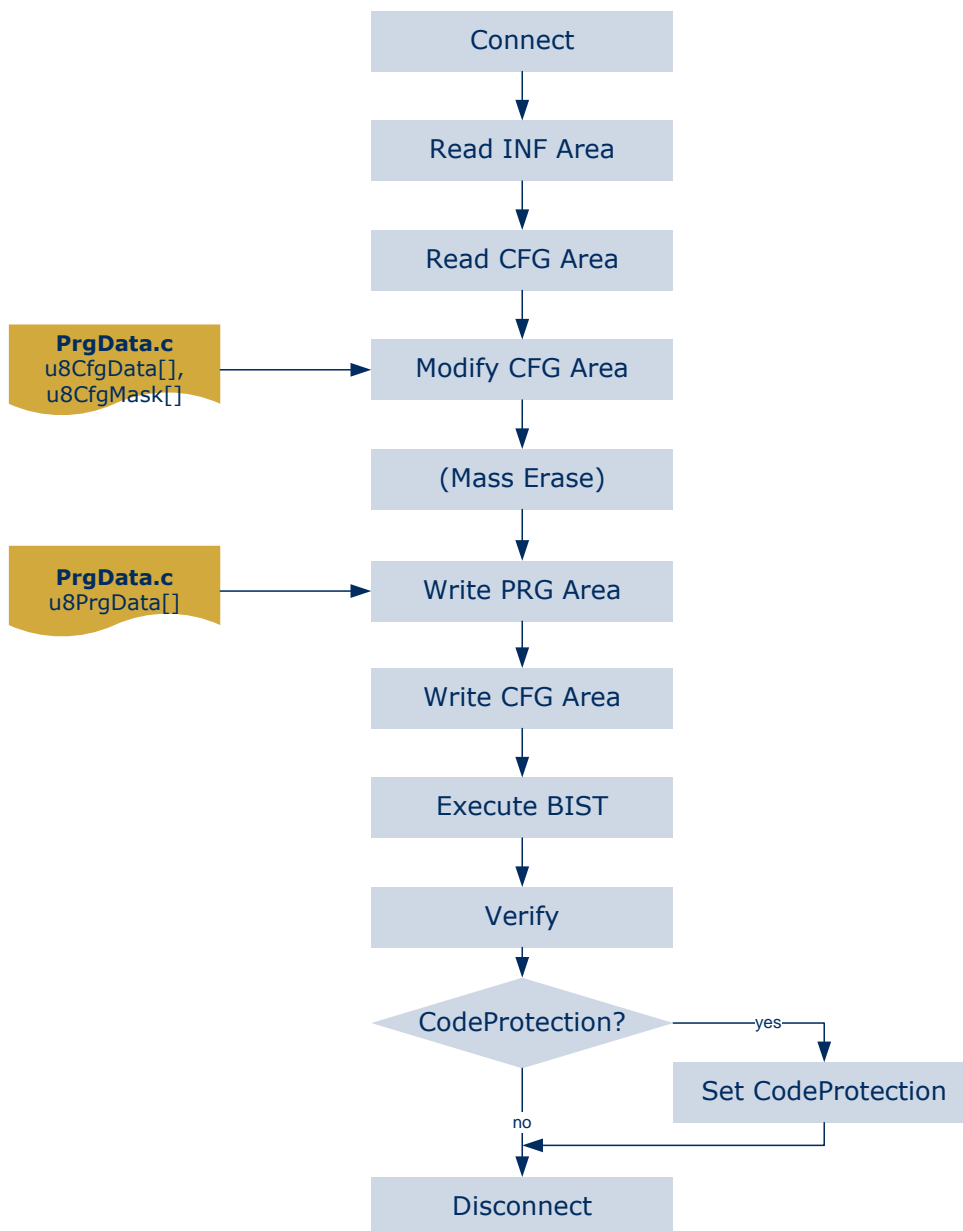 Connect
Read INF Area
Read CFG Area
PrgData.c
u8CfgData[],
u8CfgMask[]
Modify CFG Area
(Mass Erase)
PrgData.c
u8PrgData[]
Write PRG Area
Write CFG Area
Execute BIST
Verify
CodeProtection?
yes
Set CodeProtection
no
Disconnect